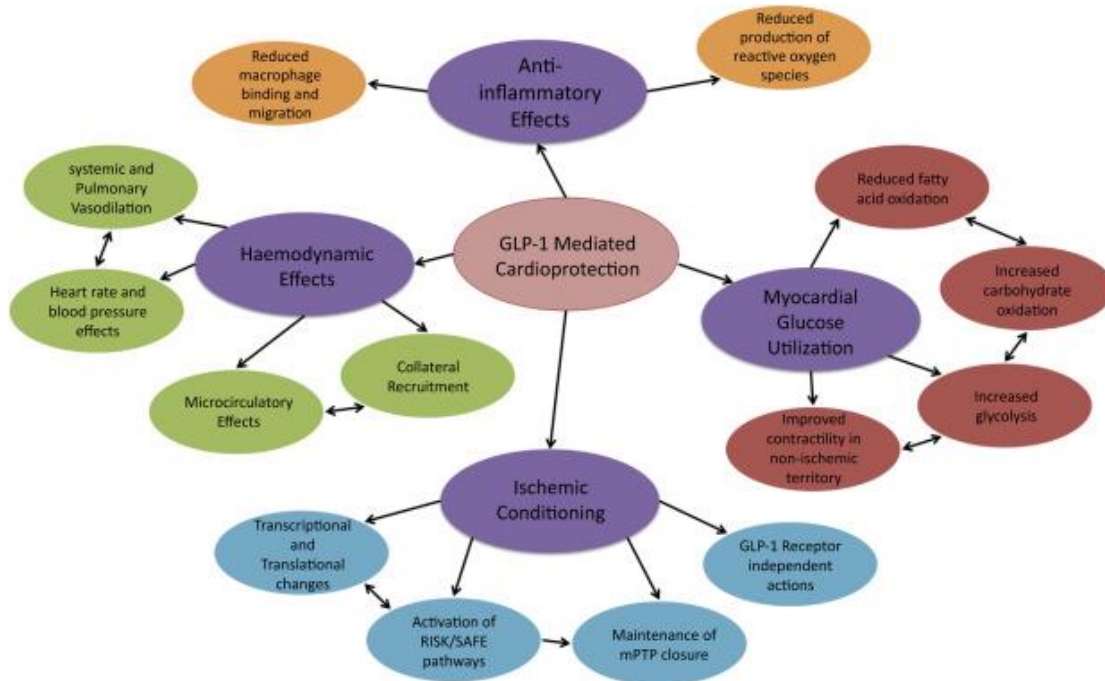 Reduced
production of
reactive oxygen
species
Reduced
macrophage
binding and
migration
Anti-
inflammatory
Effects
systemic and
Pulmonary
Vasodilation
Reduced fatty
acid oxidation
GLP-1 Mediated
Cardioprotection
Haemodynamic
Effects
Increased
carbohydrate
oxidation
Heart rate and
blood pressure
effects
Myocardial
Glucose
Utilization
Collateral
Recruitment
Microcirculatory
Effects
Increased
glycolysis
Improved
contractility in
non-ischemic
territory
Ischemic
Conditioning
Transcriptional
and
Translational
changes
GLP-1 Receptor
independent
actions
Activation of
RISK/SAFE
pathways
Maintenance of
mPTP closure